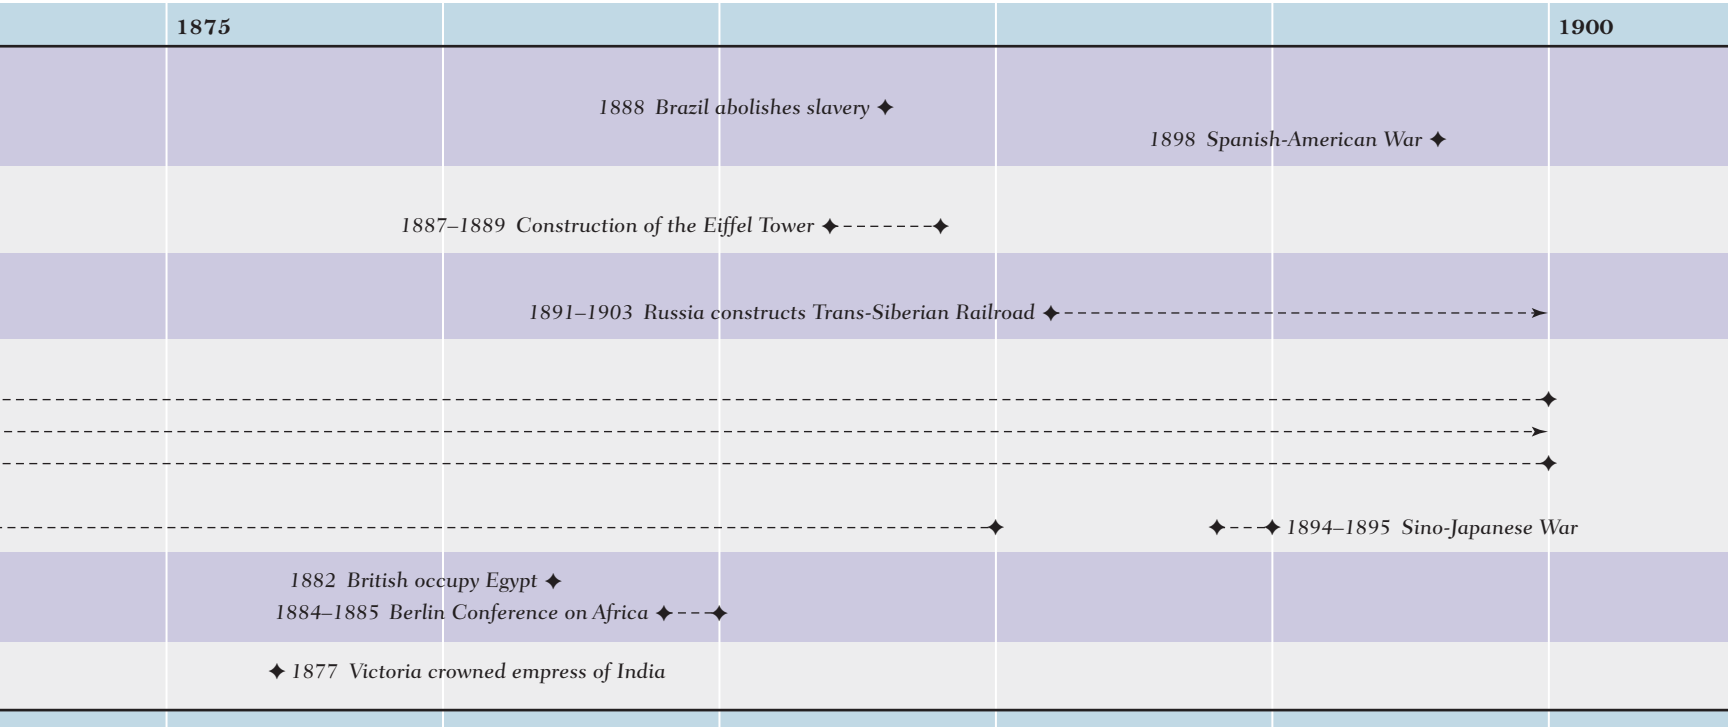 1875
1900
1888 Brazil abolishes slavery
1898 Spanish-American War
1887–1889 Construction of the Eiffel Tower
1891–1903 Russia constructs Trans-Siberian Railroad
1894–1895 Sino-Japanese War
1882 British occupy Egypt
1884–1885 Berlin Conference on Africa
1877 Victoria crowned empress of India